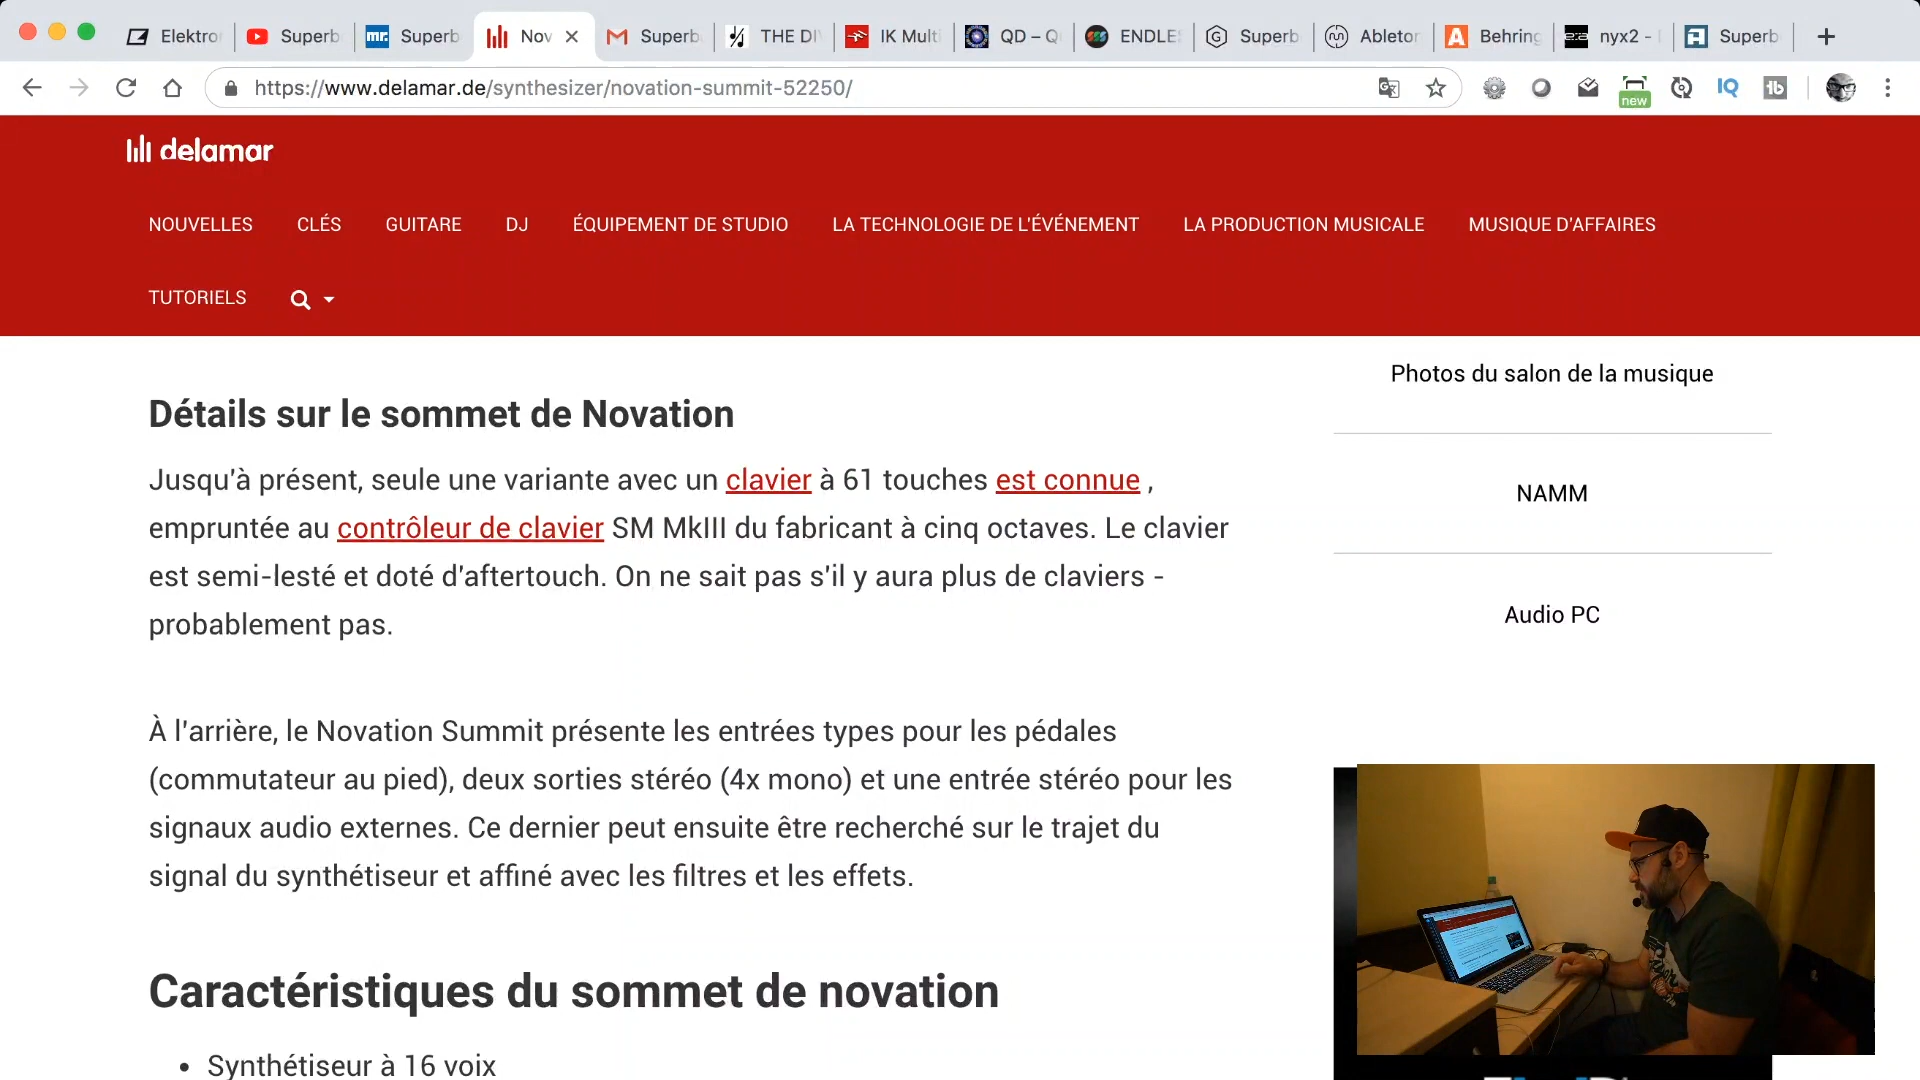 Elektro
Superb
mr.
Superb
Nov
Superb
THE DI
IK Mult
QD – Q
ENDLE
Superb
Ableton
Behring
nyx2 -
Superb
https://www.delamar.de/synthesizer/novation-summit-52250/
new
IQ
delamar
NOUVELLES CLÉS GUITARE DJ ÉQUIPEMENT DE STUDIO LA TECHNOLOGIE DE L'ÉVÉNEMENT LA PRODUCTION MUSICALE MUSIQUE D'AFFAIRES
TUTORIELS
Détails sur le sommet de Novation
Jusqu'à présent, seule une variante avec un clavier à 61 touches est connue ,
empruntée au contrôleur de clavier SM MkIII du fabricant à cinq octaves. Le clavier
est semi-lesté et doté d'aftertouch. On ne sait pas s'il y aura plus de claviers -
probablement pas.
À l'arrière, le Novation Summit présente les entrées types pour les pédales
(commutateur au pied), deux sorties stéréo (4x mono) et une entrée stéréo pour les
signaux audio externes. Ce dernier peut ensuite être recherché sur le trajet du
signal du synthétiseur et affiné avec les filtres et les effets.
Caractéristiques du sommet de novation
• Synthétiseur à 16 voix
Photos du salon de la musique
NAMM
Audio PC